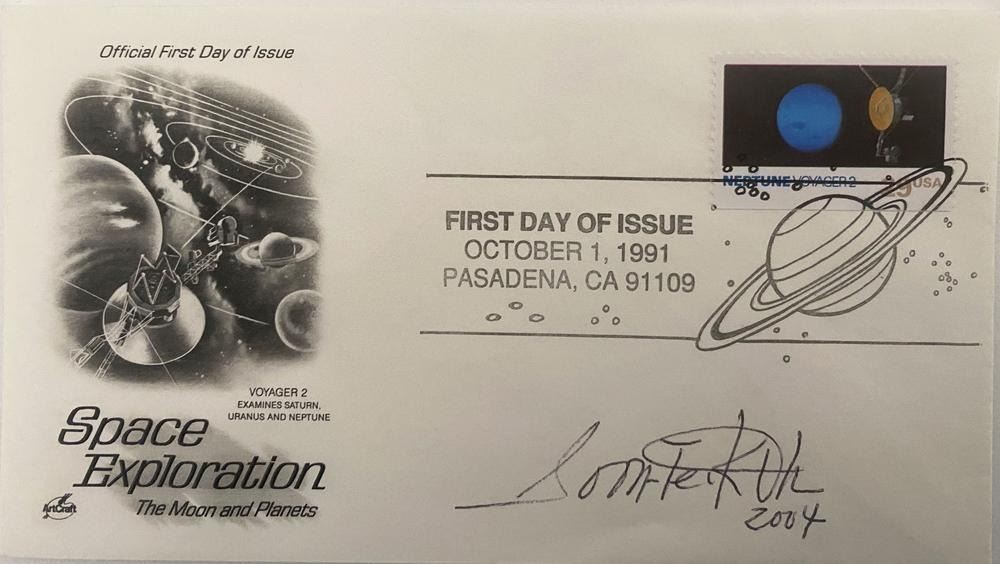 Official First Day of Issue
VOYAGER 2
EXAMINES SATURN,
URANUS AND NEPTUNE
Space
Exploration
The Moon and Planets
ArtCraft
NEPTUNE VOYAGER 2 29USA
FIRST DAY OF ISSUE
OCTOBER 1, 1991
PASADENA, CA 91109
2004